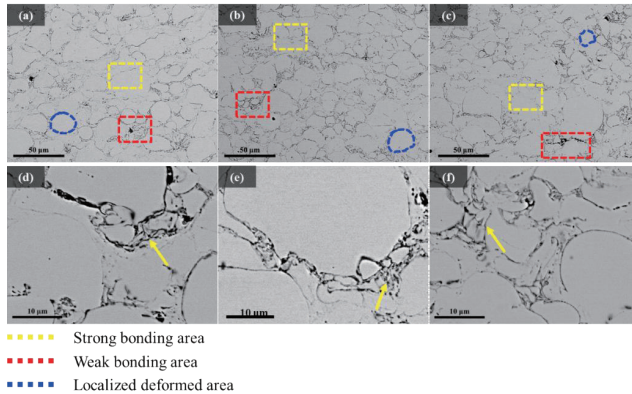 (a)
(b)
(c)
50 µm
50 µm
50 µm
(d)
(e)
(f)
10 µm
10 µm
10 µm
Strong bonding area
Weak bonding area
Localized deformed area